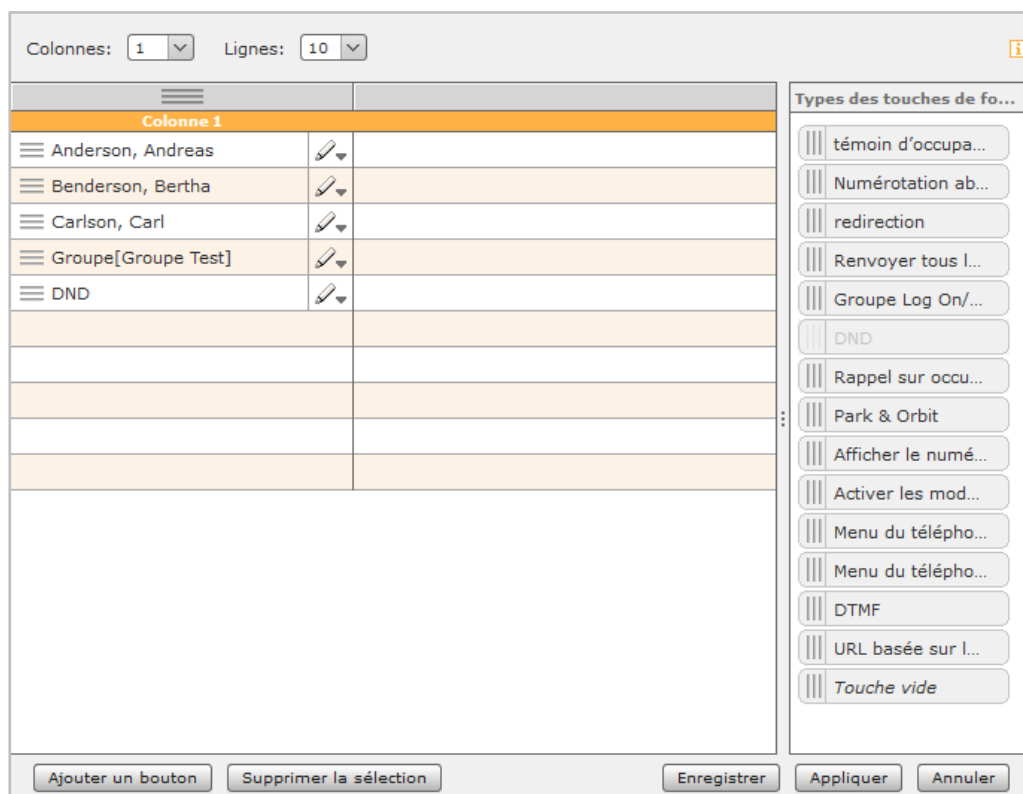 Colonnes: 1 Lignes: 10
Types des touches de fo...
Colonne 1
Anderson, Andreas
Benderson, Bertha
Carlson, Carl
Groupe[Groupe Test]
DND
témoin d’occupa...
Numérotation ab...
redirection
Renvoyer tous l...
Groupe Log On/...
DND
Rappel sur occu...
Park & Orbit
Afficher le numé...
Activer les mod...
Menu du télépho...
Menu du télépho...
DTMF
URL basée sur l...
Touche vide
Ajouter un bouton Supprimer la sélection Enregistrer Appliquer Annuler